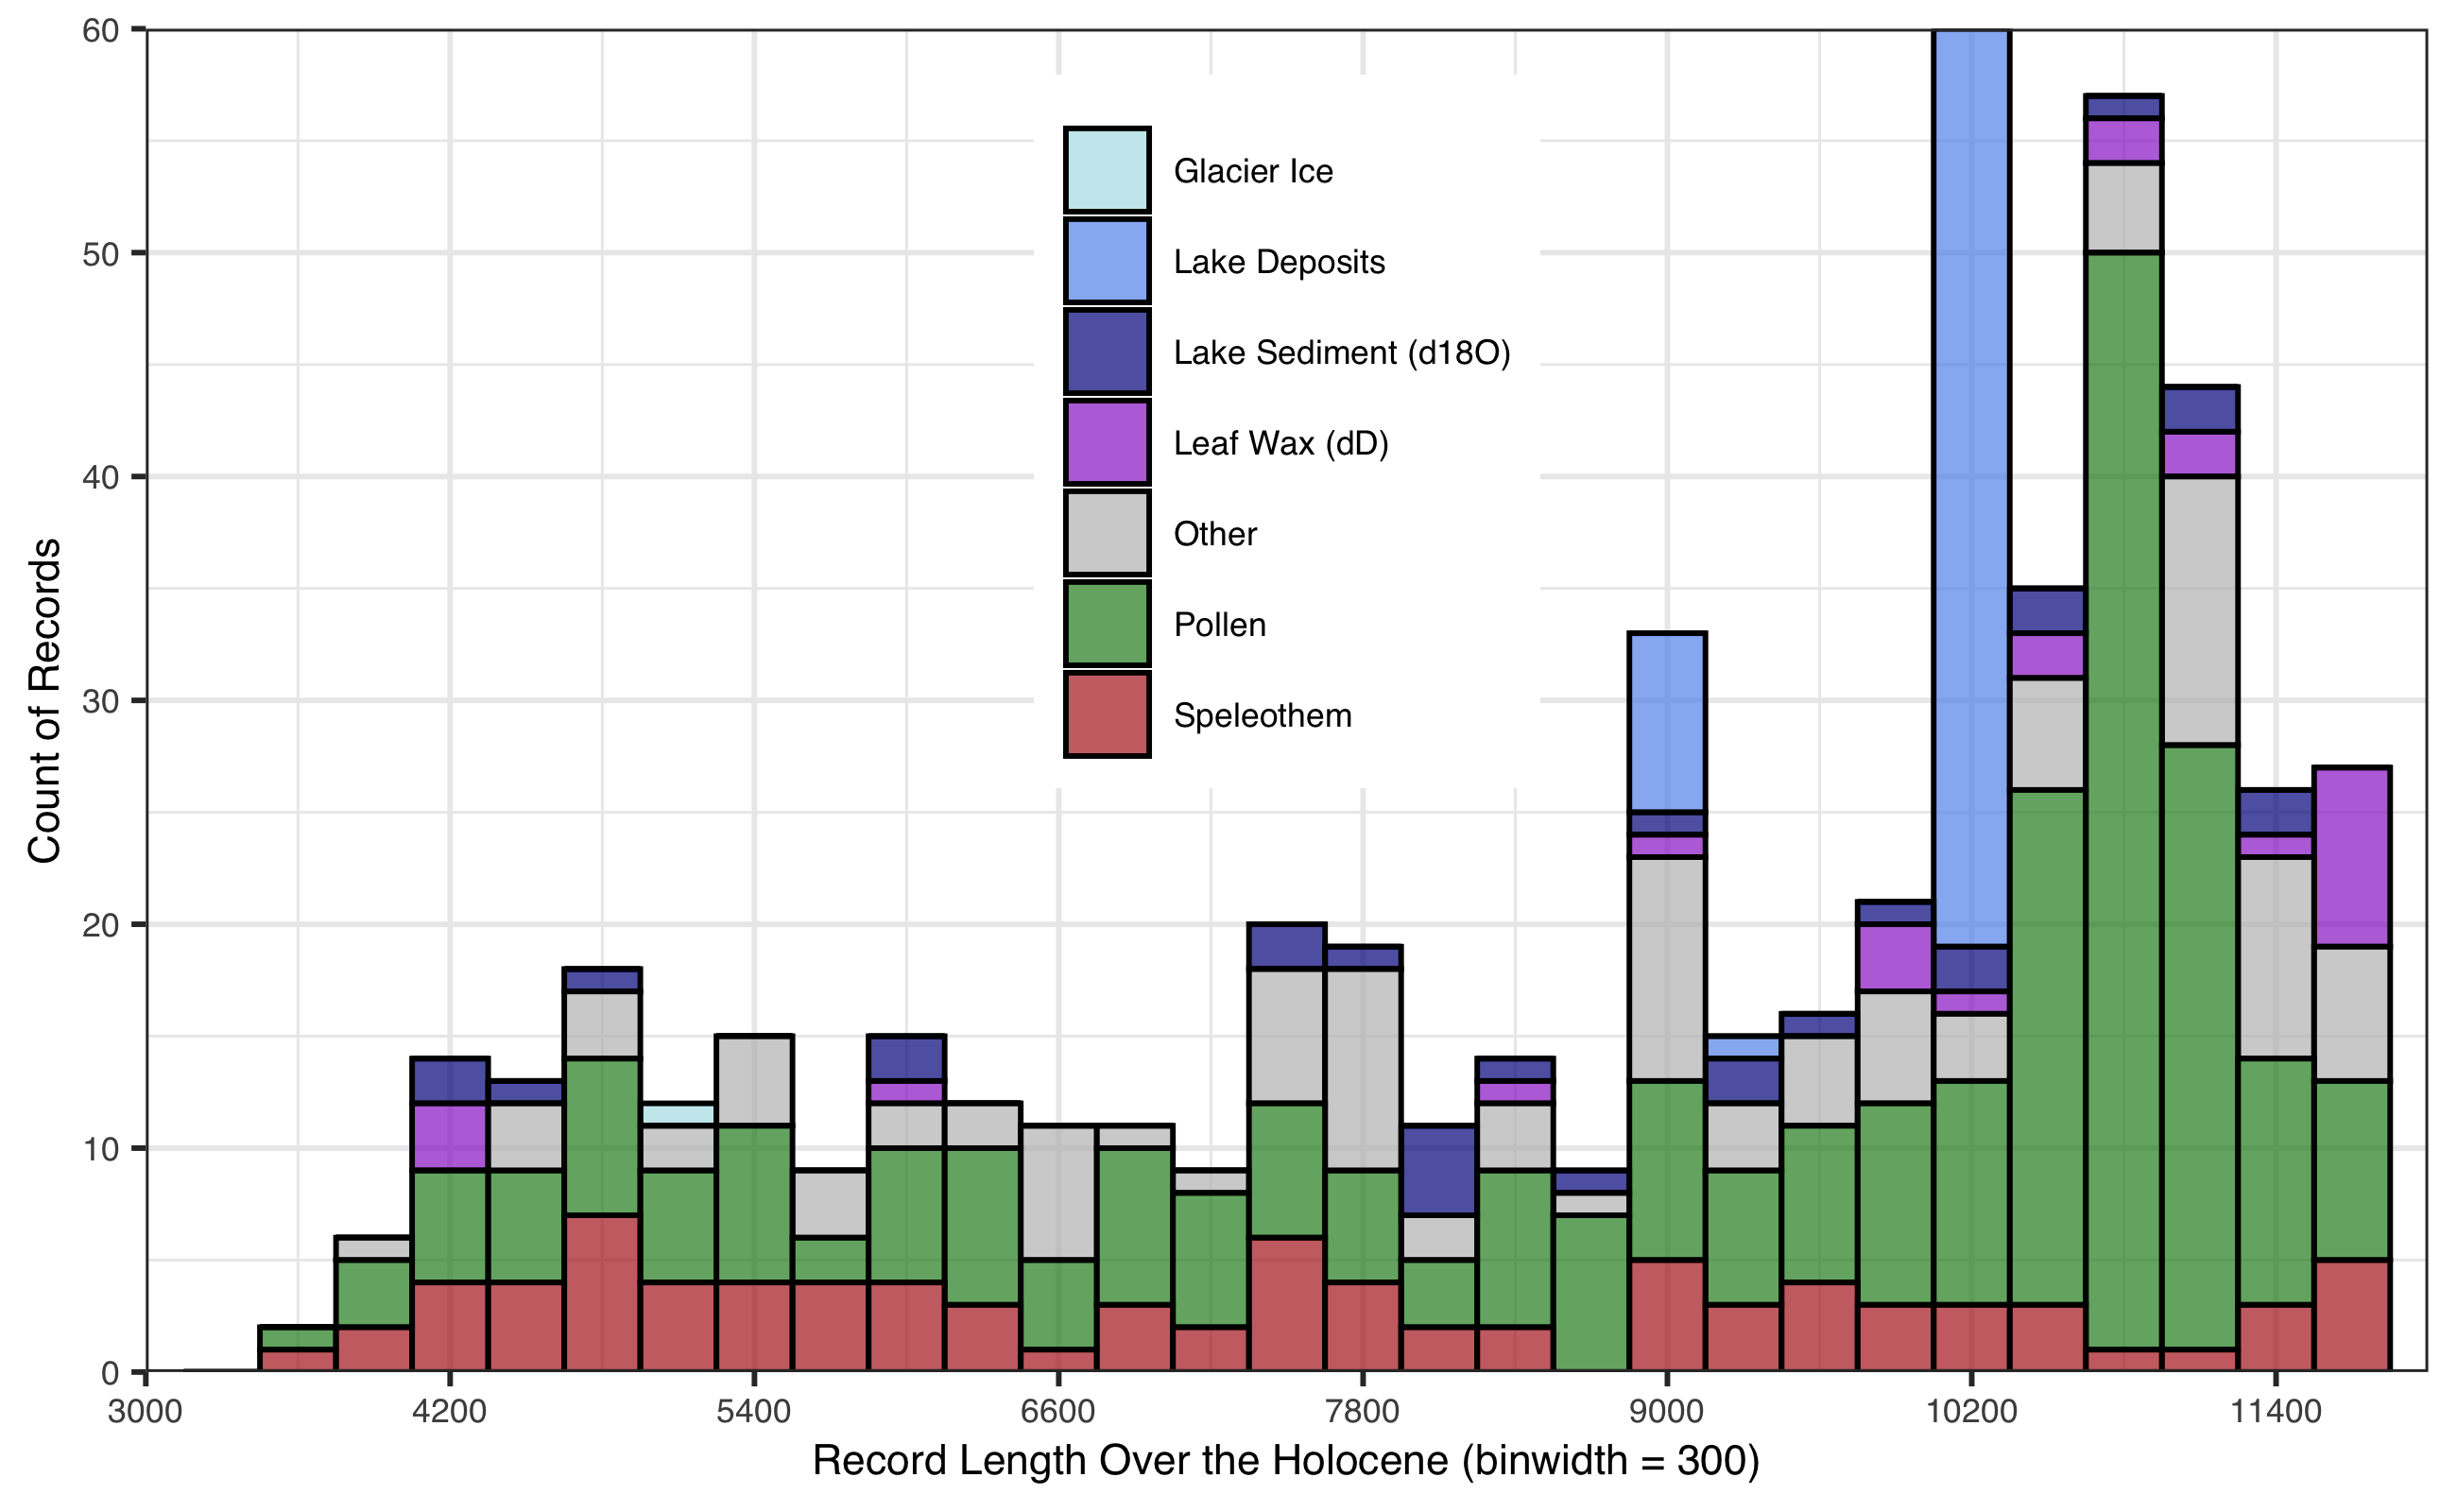 60
50
40
30
20
10
0
Count of Records
Glacier Ice
Lake Deposits
Lake Sediment (d18O)
Leaf Wax (dD)
Other
Pollen
Speleothem
3000 4200 5400 6600 7800 9000 10200 11400
Record Length Over the Holocene (binwidth = 300)